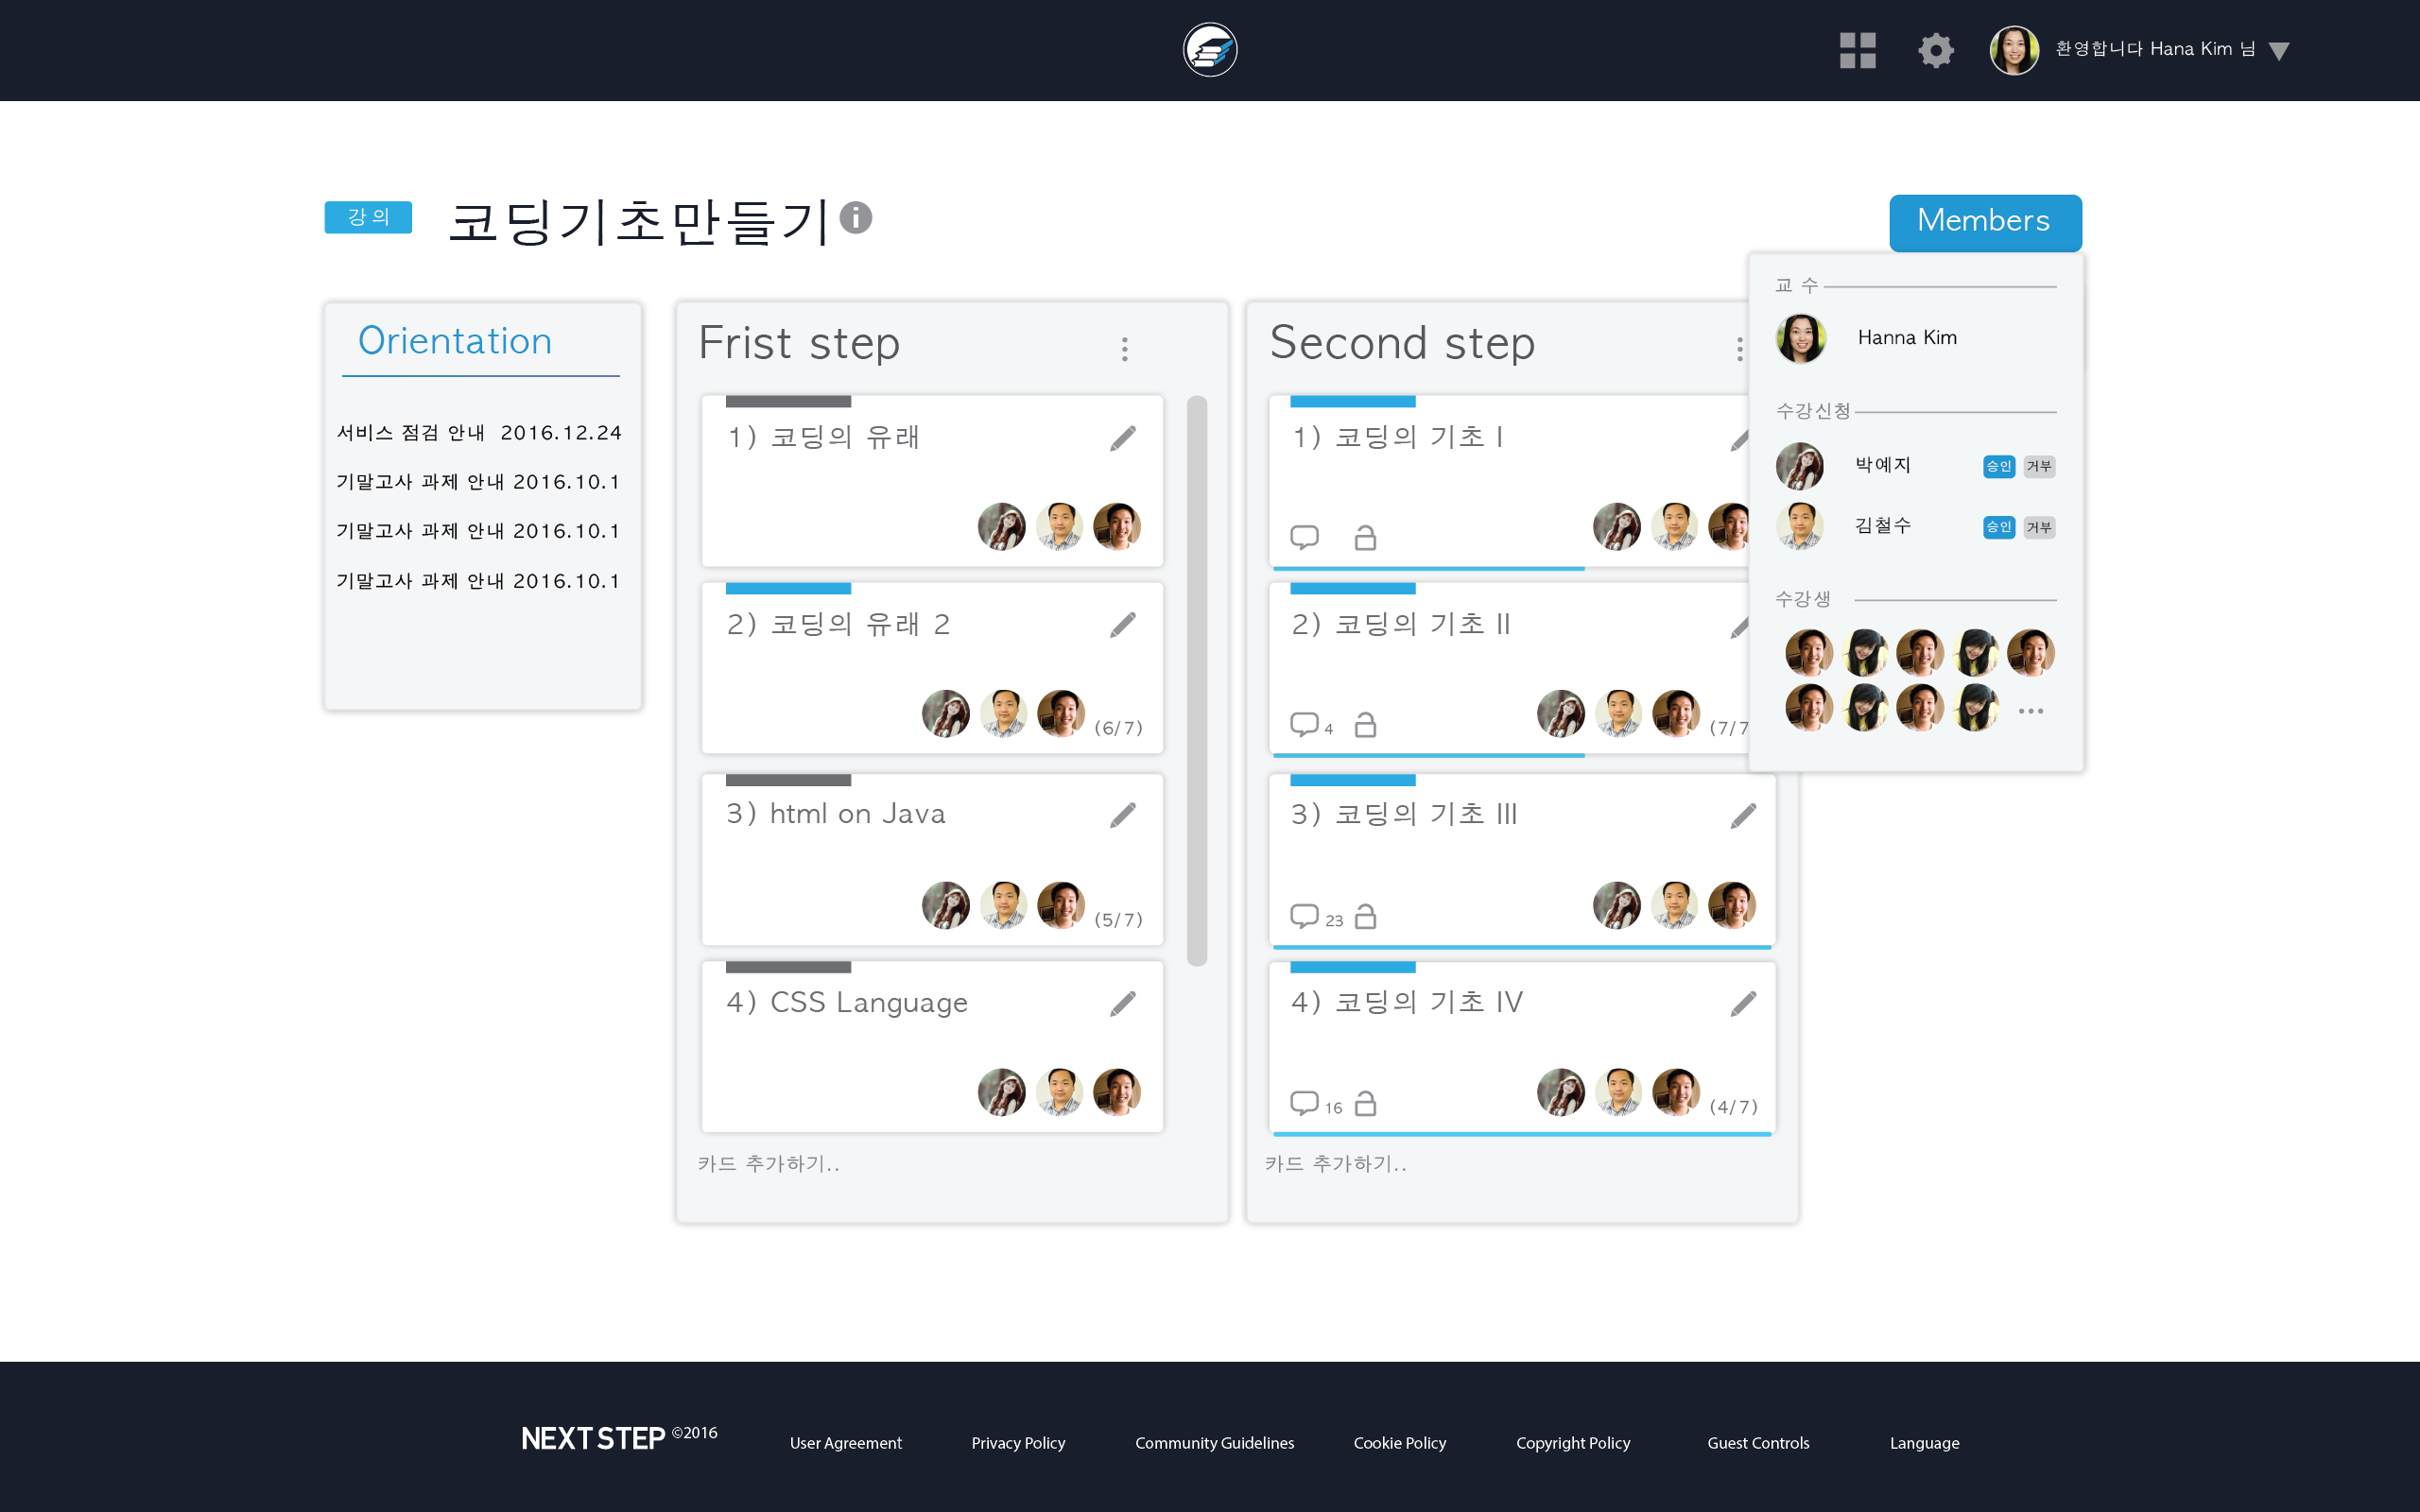 환영합니다 Hana Kim 님
강의
코딩기초만들기
Members
Orientation
서비스 점검 안내 2016.12.24
기말고사 과제 안내 2016.10.1
기말고사 과제 안내 2016.10.1
기말고사 과제 안내 2016.10.1
Frist step
1) 코딩의 유래
2) 코딩의 유래 2
(6/7)
3) html on Java
(5/7)
4) CSS Language
카드 추가하기..
Second step
1) 코딩의 기초 I
2) 코딩의 기초 II
4
(7/7
3) 코딩의 기초 III
23
4) 코딩의 기초 IV
16
(4/7)
카드 추가하기..
교 수
Hanna Kim
수강신청
박예지
승인 거부
김철수
승인 거부
수강생
NEXT STEP ©2016
User Agreement
Privacy Policy
Community Guidelines
Cookie Policy
Copyright Policy
Guest Controls
Language